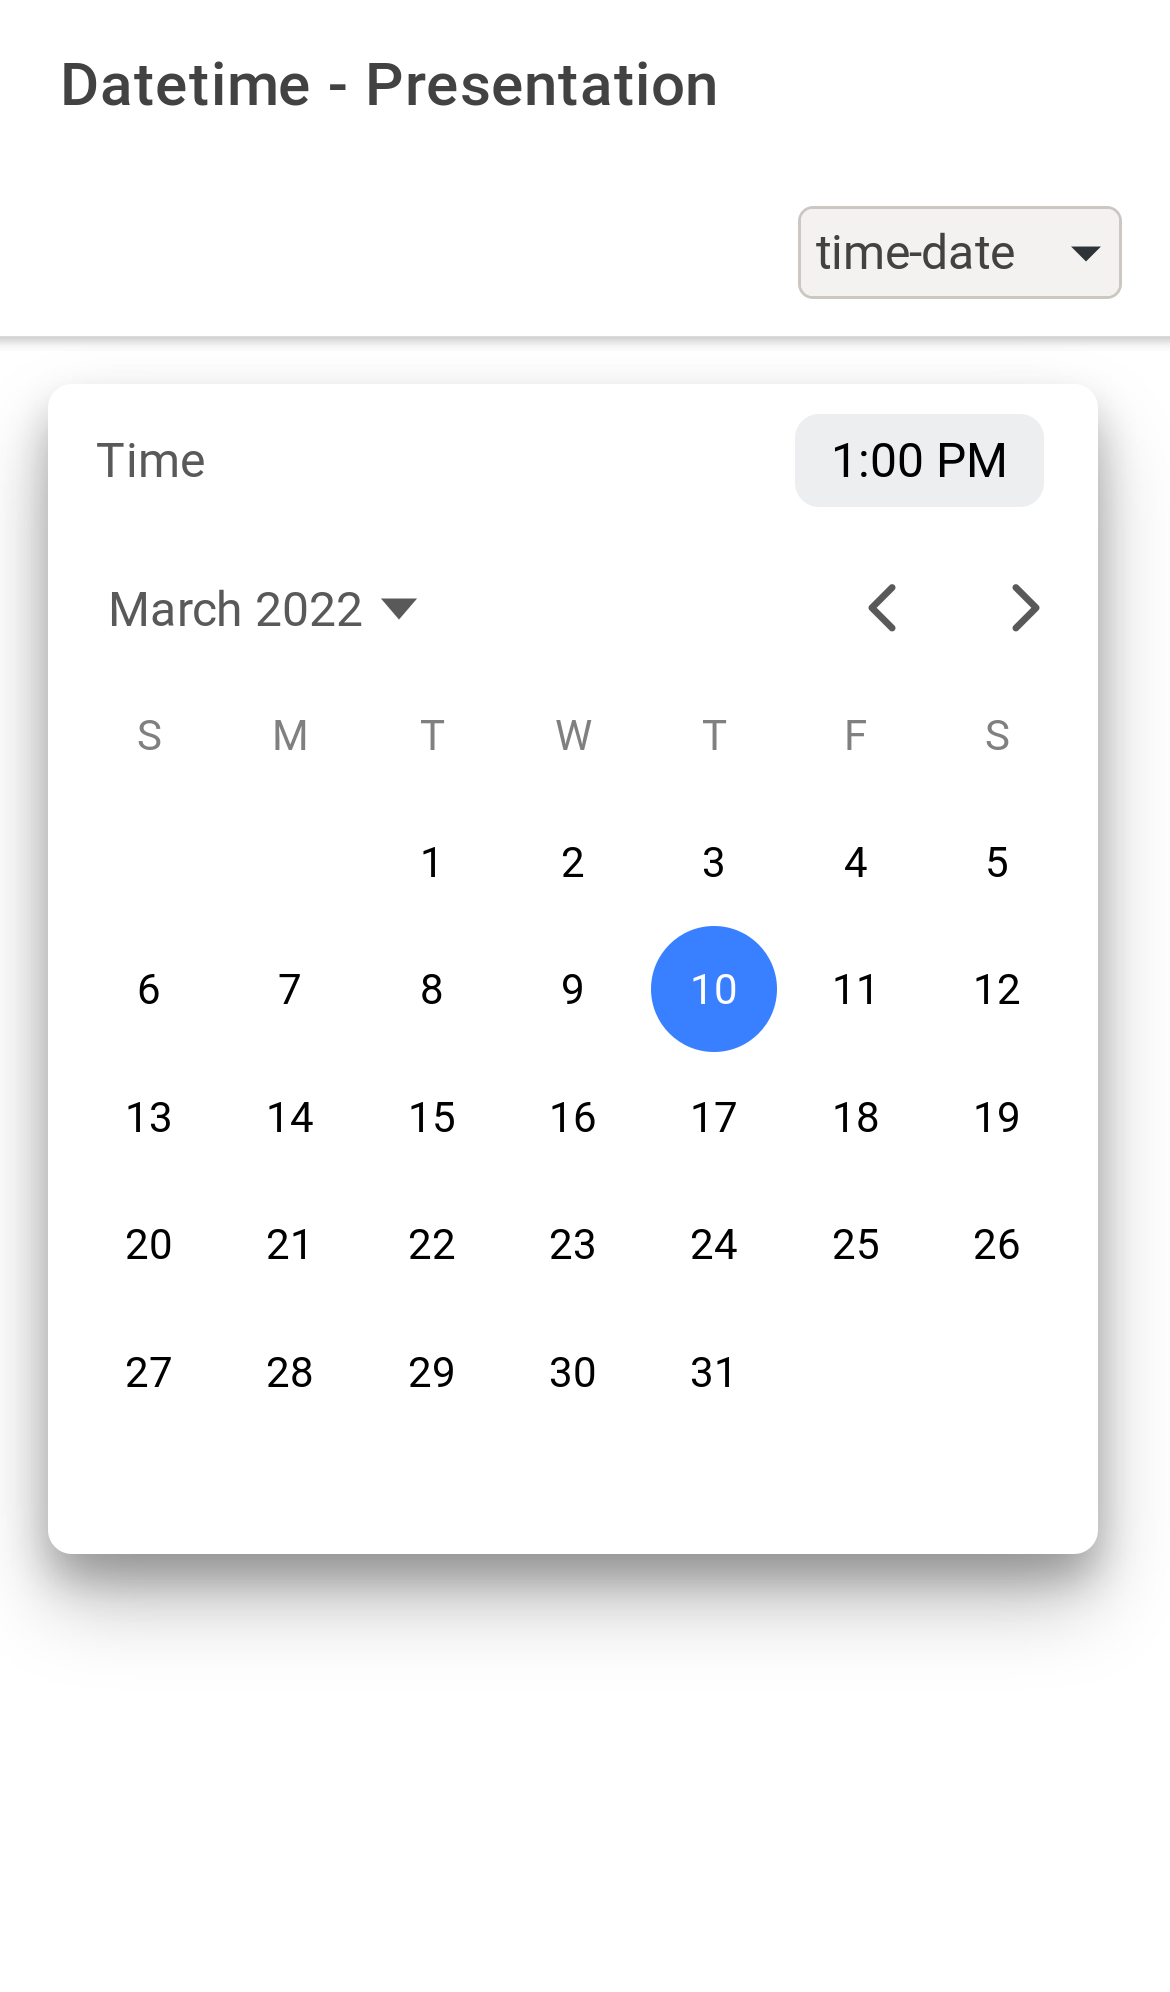 Datetime - Presentation
time-date
Time 1:00 PM
March 2022
S M T W T F S
1 2 3 4 5
6 7 8 9 10 11 12
13 14 15 16 17 18 19
20 21 22 23 24 25 26
27 28 29 30 31